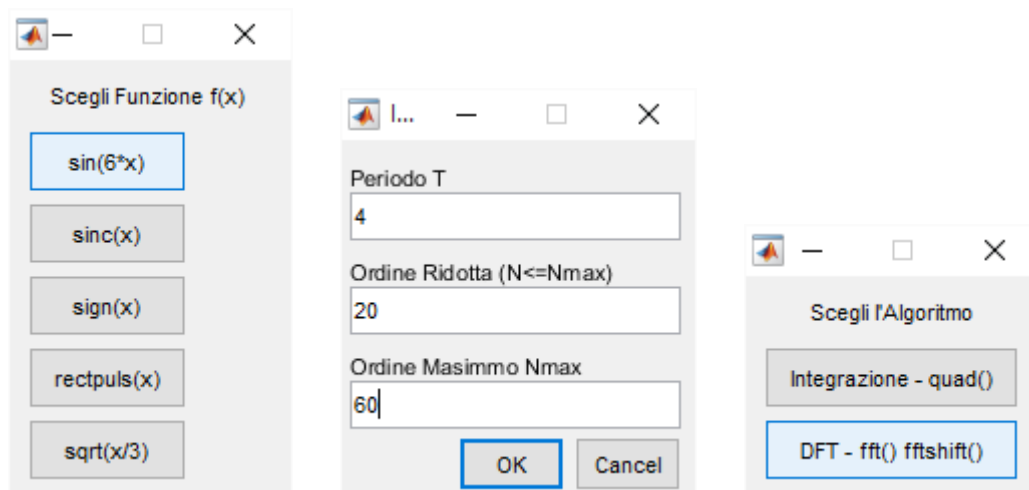 Scegli Funzione f(x)
sin(6*x)
sinc(x)
sign(x)
rectpuls(x)
sqrt(x/3)
I...
Periodo T
4
Ordine Ridotta (N<=Nmax)
20
Ordine Masimmo Nmax
60
OK Cancel
Scegli l'Algoritmo
Integrazione - quad()
DFT - fft() fftshift()